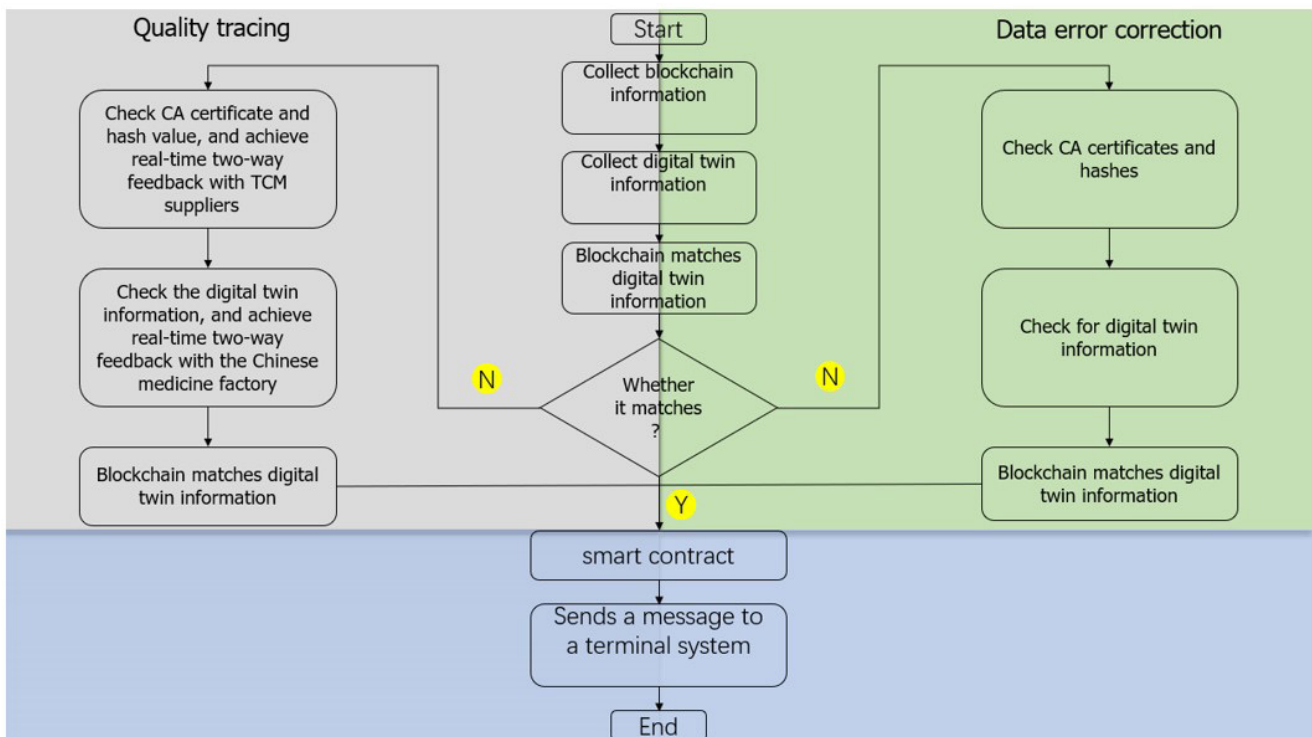 Quality tracing
Start
Data error correction
Collect blockchain
information
Check CA certificate and
hash value, and achieve
real-time two-way
feedback with TCM
suppliers
Collect digital twin
information
Check CA certificates and
hashes
Blockchain matches
digital twin
information
Check the digital twin
information, and achieve
real-time two-way
feedback with the Chinese
medicine factory
Check for digital twin
information
N
Whether
it matches
?
N
Blockchain matches digital
twin information
Blockchain matches digital
twin information
Y
smart contract
Sends a message to
a terminal system
End